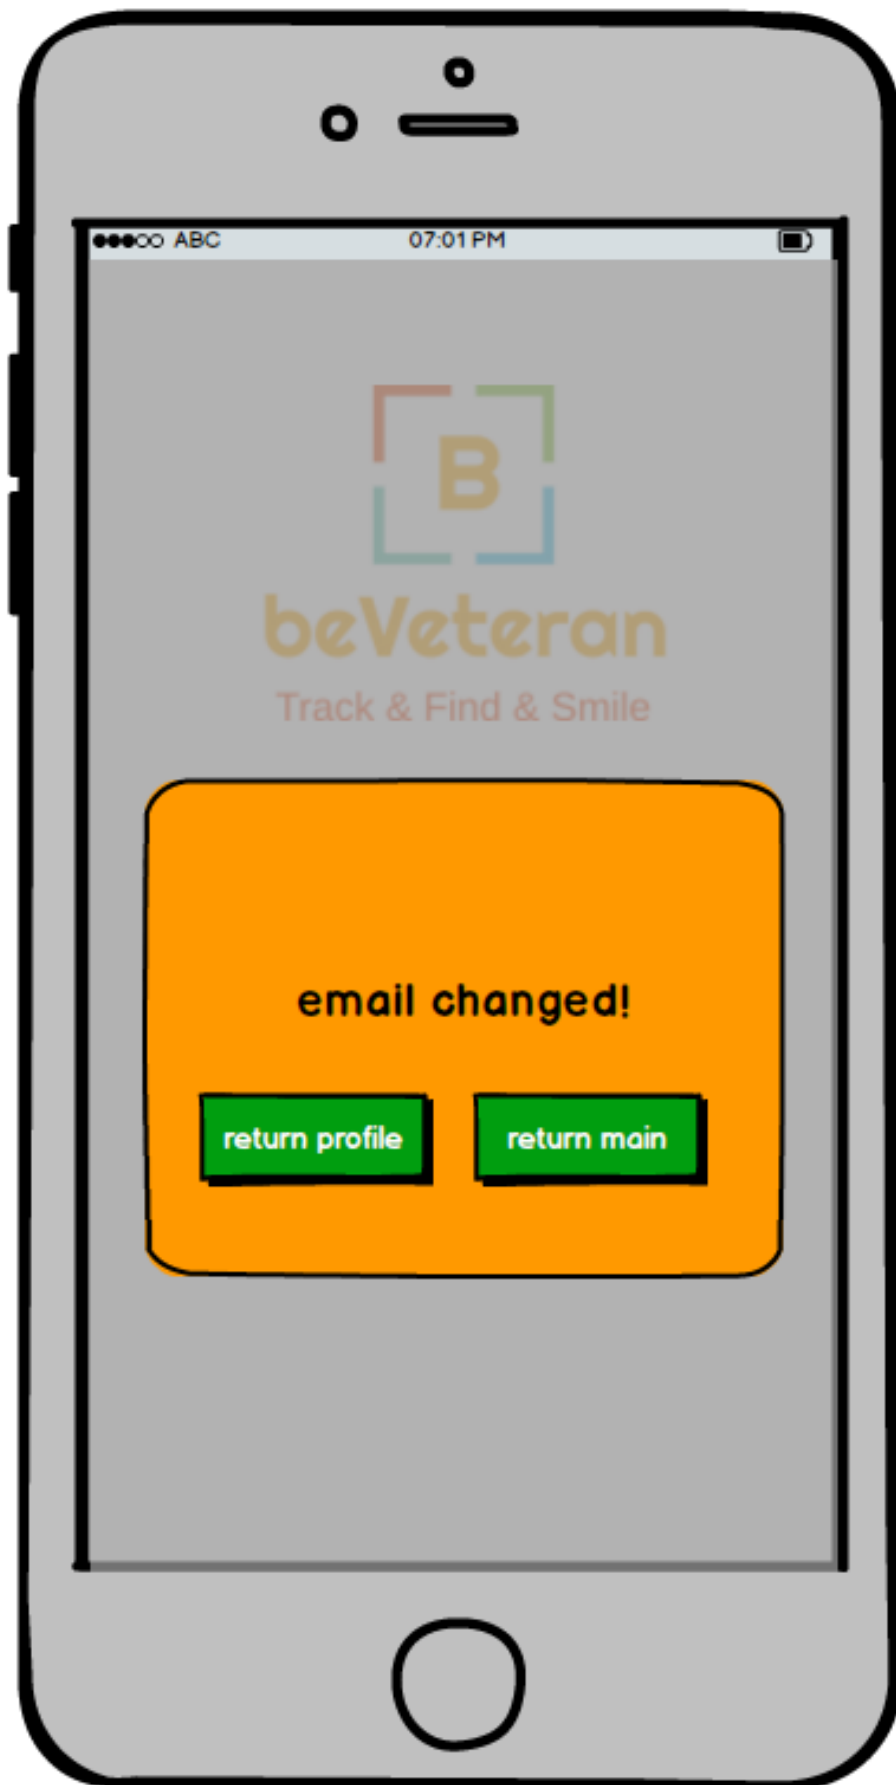 ABC 07:01 PM
B
beVeteran
Track & Find & Smile
email changed!
return profile return main